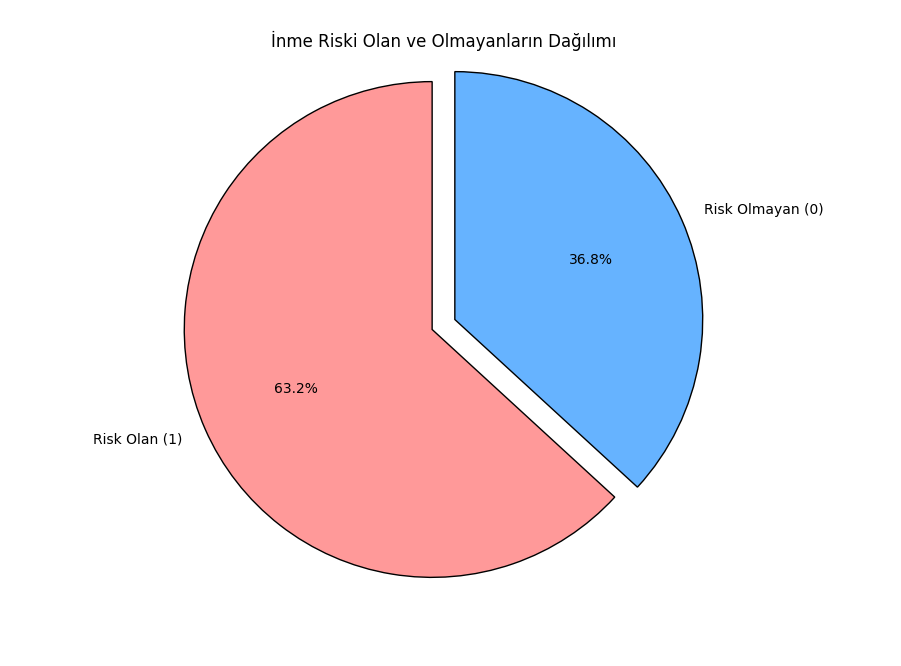 İnme Riski Olan ve Olmayanların Dağılımı
Risk Olmayan (0)
36.8%
63.2%
Risk Olan (1)